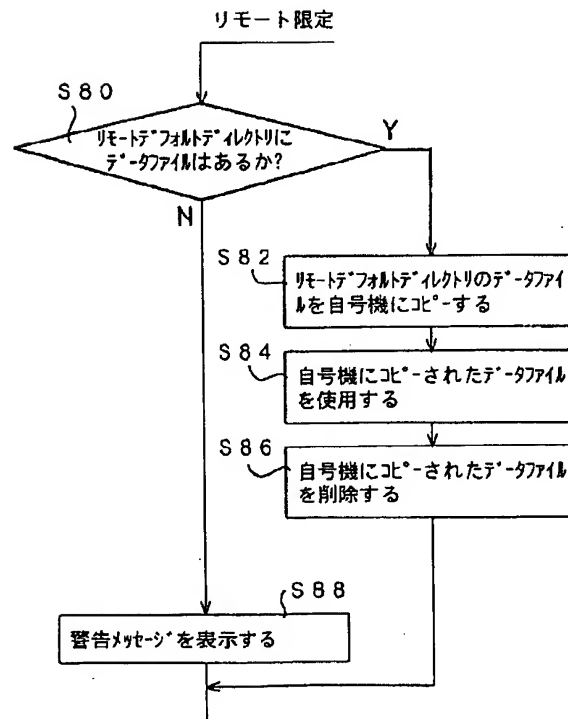 リモート限定
S80
ﾘﾓｰﾄﾃﾞﾌｫﾙﾄﾃﾞｨﾚｸﾄﾘに
ﾃﾞｰﾀﾌｧｲﾙはあるか?
Y
N
S82
ﾘﾓｰﾄﾃﾞﾌｫﾙﾄﾃﾞｨﾚｸﾄﾘのﾃﾞｰﾀﾌｧｲ
ﾙを自号機にｺﾋﾟｰする
S84
自号機にｺﾋﾟｰされたﾃﾞｰﾀﾌｧｲﾙ
を使用する
S86
自号機にｺﾋﾟｰされたﾃﾞｰﾀﾌｧｲﾙ
を削除する
S88
警告ﾒｯｾｰｼﾞを表示する